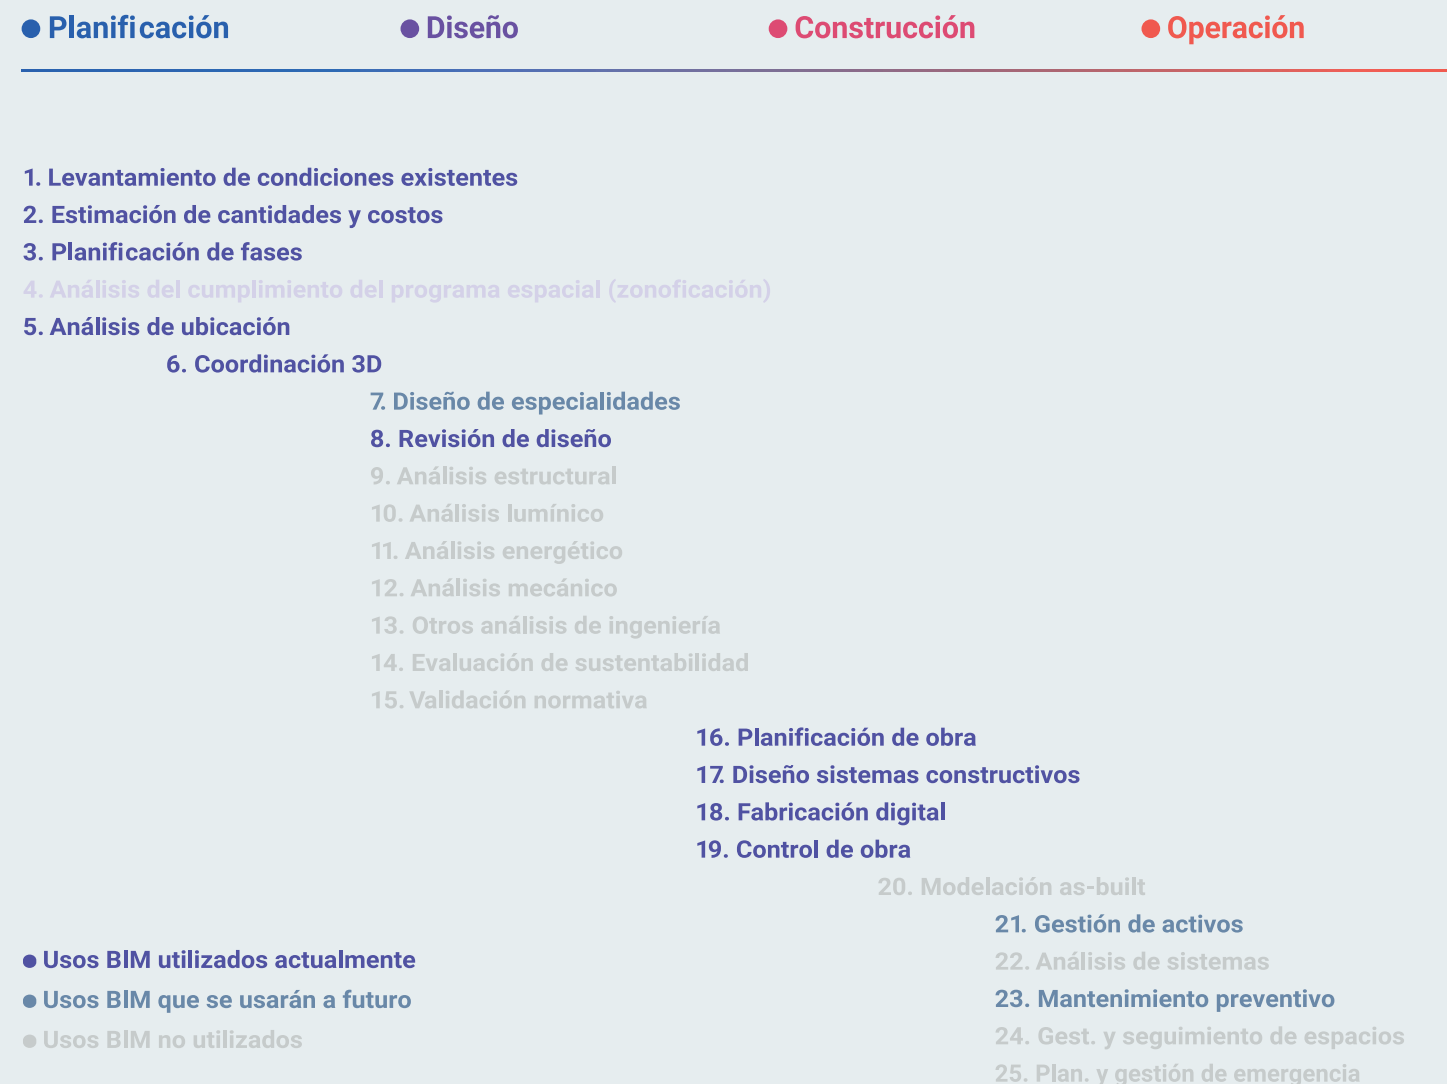 Planificación
Diseño
Construcción
Operación
1. Levantamiento de condiciones existentes
2. Estimación de cantidades y costos
3. Planificación de fases
4. Análisis del cumplimiento del programa espacial (zonoficación)
5. Análisis de ubicación
6. Coordinación 3D
7. Diseño de especialidades
8. Revisión de diseño
9. Análisis estructural
10. Análisis lumínico
11. Análisis energético
12. Análisis mecánico
13. Otros análisis de ingeniería
14. Evaluación de sustentabilidad
15. Validación normativa
16. Planificación de obra
17. Diseño sistemas constructivos
18. Fabricación digital
19. Control de obra
20. Modelación as-built
21. Gestión de activos
22. Análisis de sistemas
23. Mantenimiento preventivo
24. Gest. y seguimiento de espacios
25. Plan. y gestión de emergencia
Usos BIM utilizados actualmente
Usos BIM que se usarán a futuro
Usos BIM no utilizados